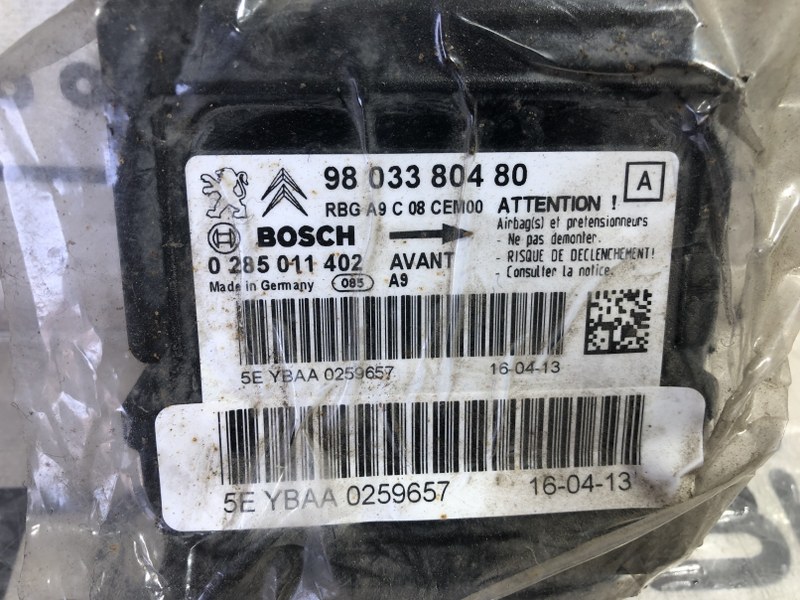 98 033 804 80
A
RBG A9 C 08 CEM00
ATTENTION !
Airbag(s) et pretensionneurs
BOSCH
- Ne pas demonter.
0 285 011 402 AVANT
- RISQUE DE DECLENCHEMENT!
Made in Germany 085 A9
- Consulter la notice.
5E YBAA 0259657 16-04-13
5E YBAA 0259657 16-04-13